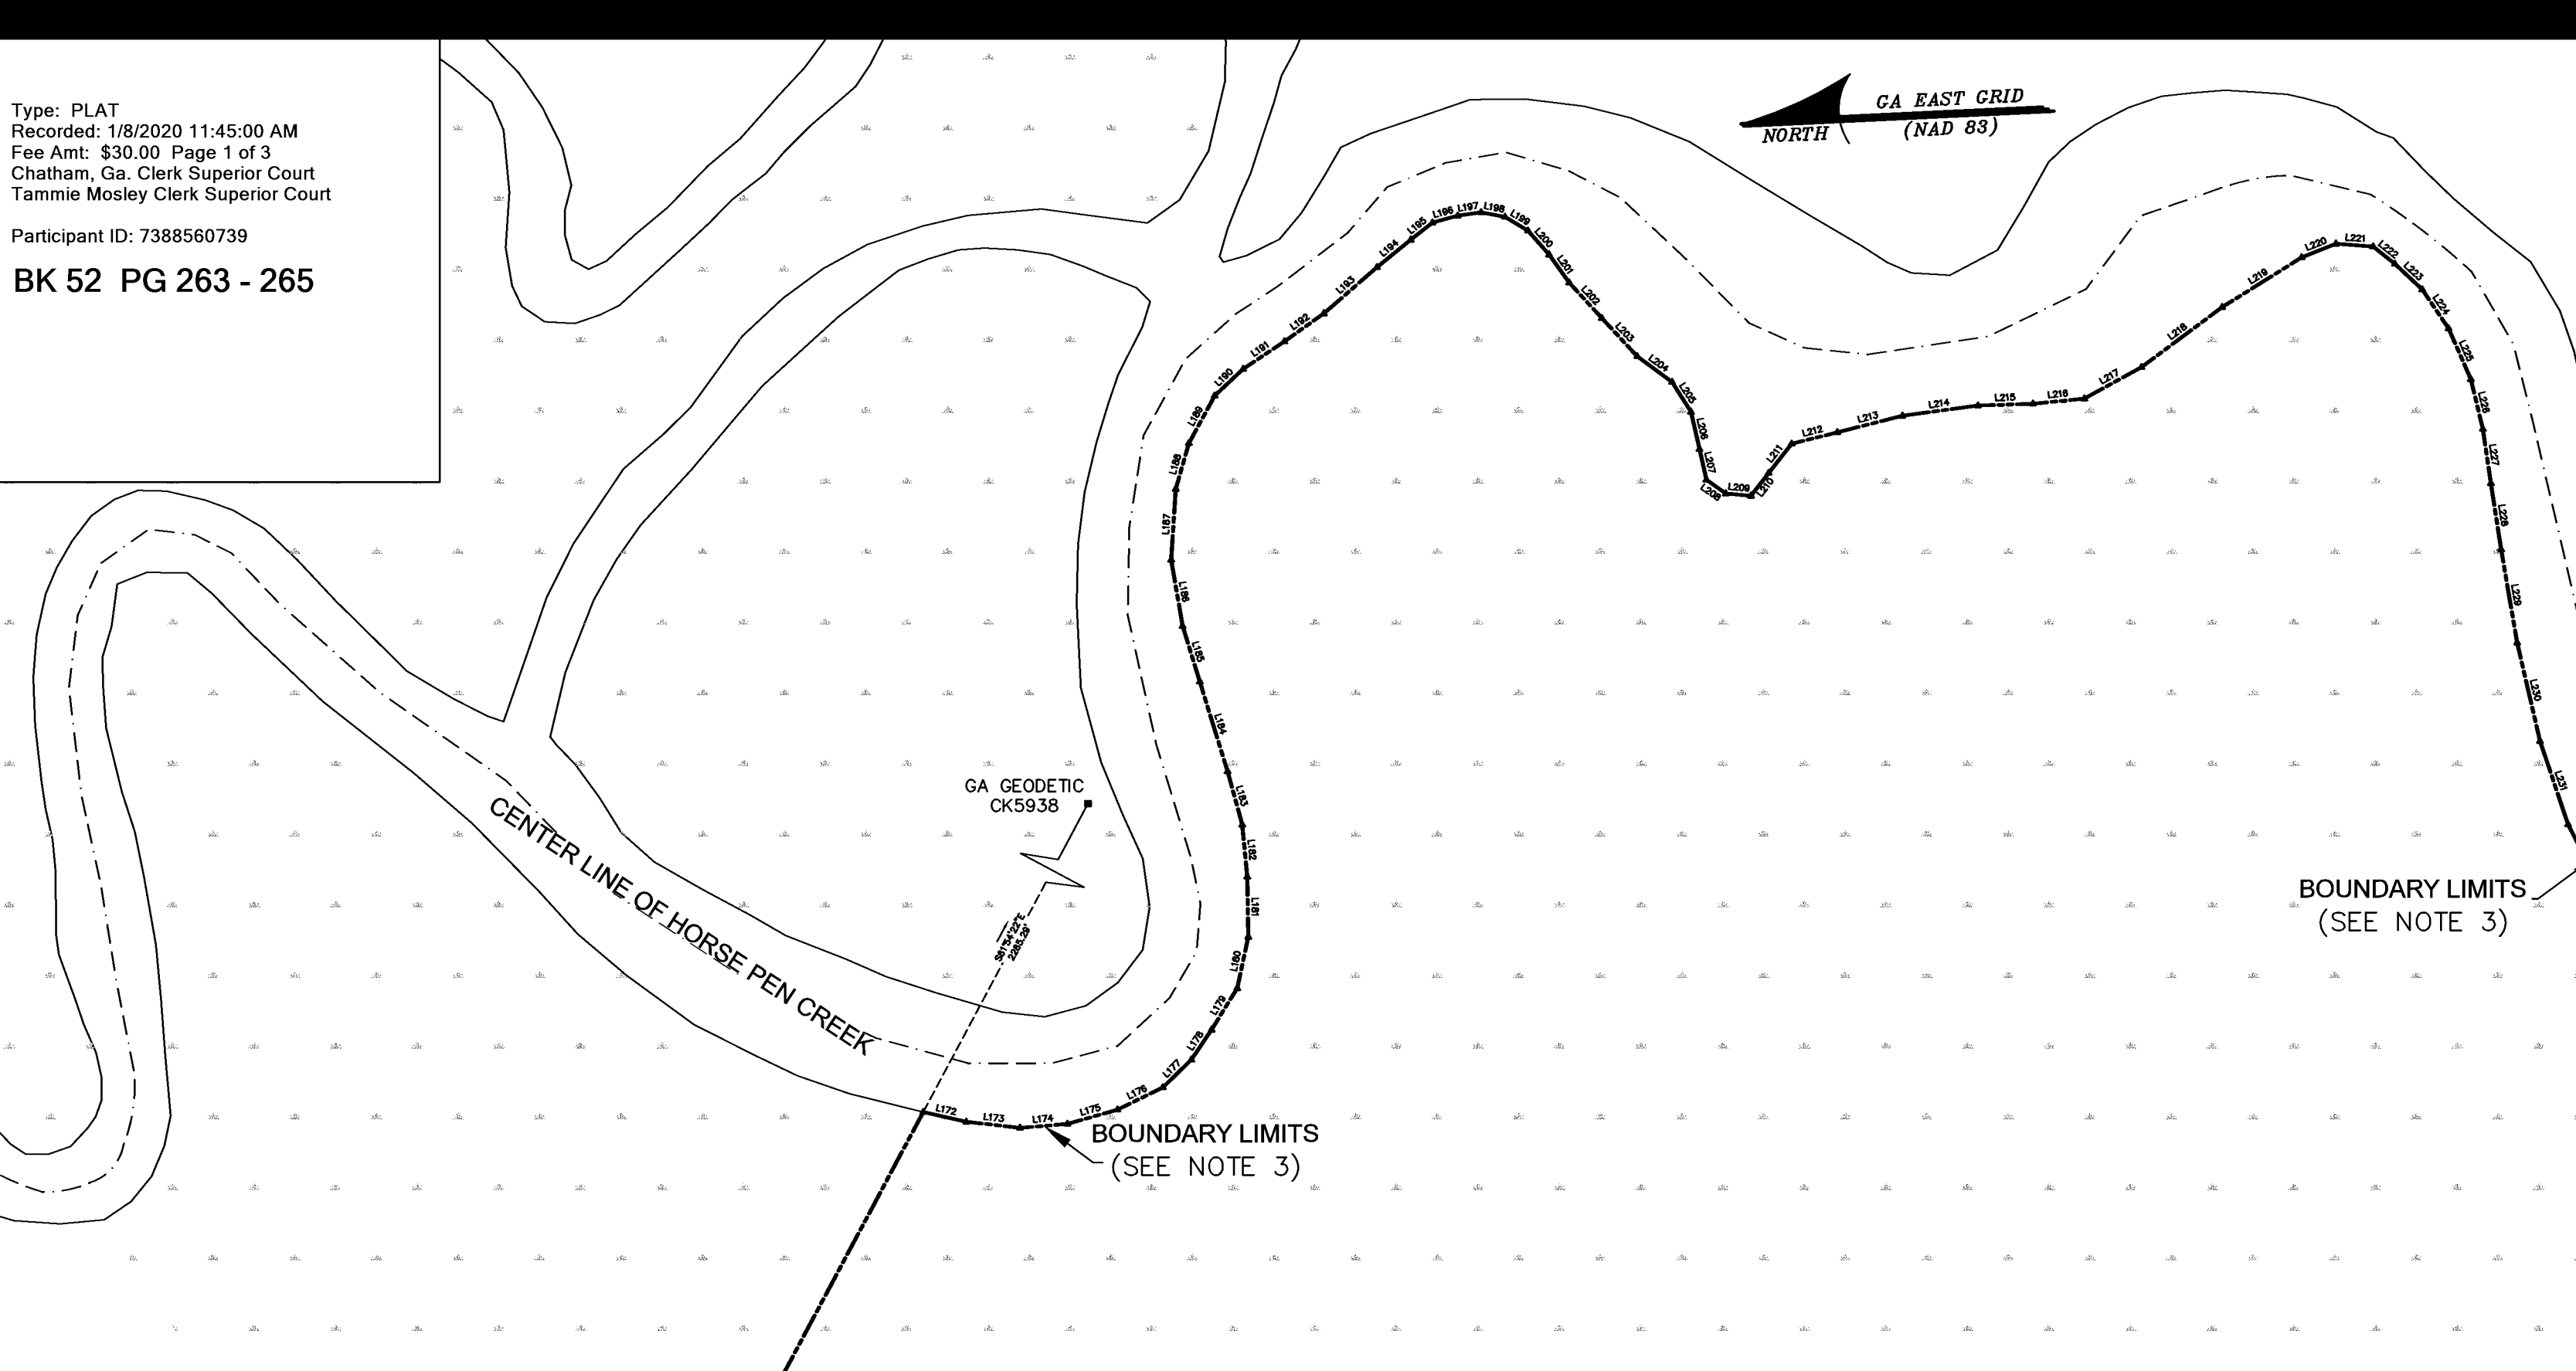 Type: PLAT
Recorded: 1/8/2020 11:45:00 AM
Fee Amt: $30.00 Page 1 of 3
Chatham, Ga. Clerk Superior Court
Tammie Mosley Clerk Superior Court
Participant ID: 7388560739
BK 52 PG 263 - 265
GA EAST GRID
NORTH
(NAD 83)
GA GEODETIC
CK5938
S61°54'22"E
2265.29'
CENTER LINE OF HORSE PEN CREEK
BOUNDARY LIMITS
(SEE NOTE 3)
BOUNDARY LIMITS
(SEE NOTE 3)
L172
L173
L174
L175
L176
L177
L178
L179
L180
L181
L182
L183
L184
L185
L186
L187
L188
L189
L190
L191
L192
L193
L194
L195
L196
L197
L198
L199
L200
L201
L202
L203
L204
L205
L206
L207
L208
L209
L210
L211
L212
L213
L214
L215
L216
L217
L218
L219
L220
L221
L222
L223
L224
L225
L226
L227
L228
L229
L230
L231